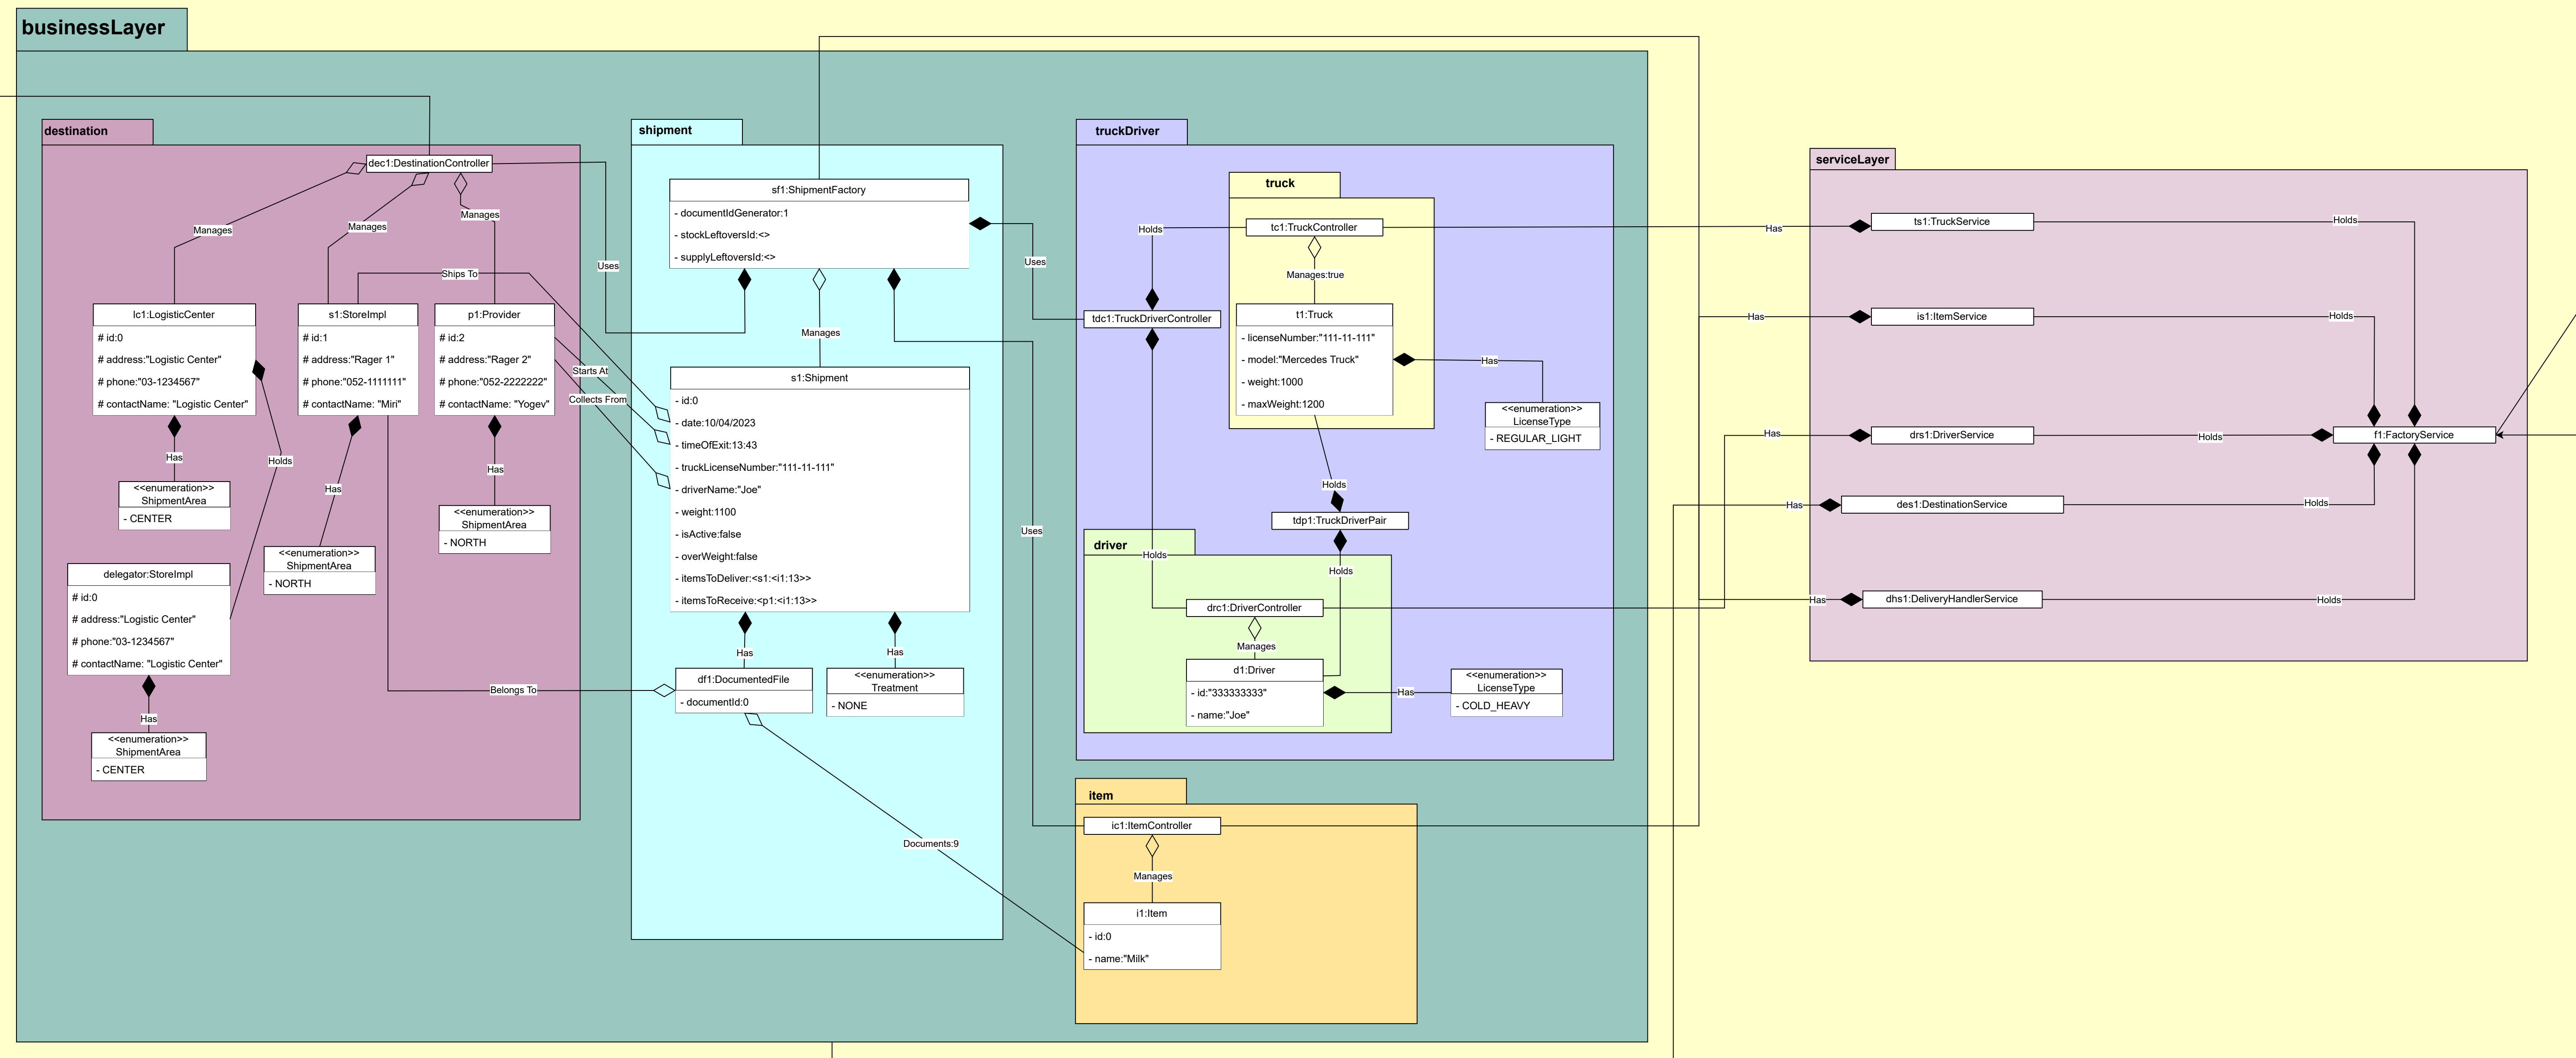 businessLayer
destination
dec1:DestinationController
Manages
Manages
Manages
Ships To
Uses
lc1:LogisticCenter
# id:0
# address:"Logistic Center"
# phone:"03-1234567"
# contactName: "Logistic Center"
s1:StoreImpl
# id:1
# address:"Rager 1"
# phone:"052-1111111"
# contactName: "Miri"
p1:Provider
# id:2
# address:"Rager 2"
# phone:"052-2222222"
# contactName: "Yogev"
Starts At
Collects From
Has
Holds
Has
Has
<<enumeration>>
ShipmentArea
- CENTER
<<enumeration>>
ShipmentArea
- NORTH
<<enumeration>>
ShipmentArea
- NORTH
delegator:StoreImpl
# id:0
# address:"Logistic Center"
# phone:"03-1234567"
# contactName: "Logistic Center"
Has
<<enumeration>>
ShipmentArea
- CENTER
Belongs To
shipment
sf1:ShipmentFactory
- documentIdGenerator:1
- stockLeftoversId:<>
- supplyLeftoversId:<>
Uses
Manages
s1:Shipment
- id:0
- date:10/04/2023
- timeOfExit:13:43
- truckLicenseNumber:"111-11-111"
- driverName:"Joe"
- weight:1100
- isActive:false
- overWeight:false
- itemsToDeliver:<s1:<i1:13>>
- itemsToReceive:<p1:<i1:13>>
Uses
Has
Has
df1:DocumentedFile
- documentId:0
<<enumeration>>
Treatment
- NONE
Documents:9
truckDriver
truck
tc1:TruckController
Holds
Manages:true
tdc1:TruckDriverController
t1:Truck
- licenseNumber:"111-11-111"
- model:"Mercedes Truck"
- weight:1000
- maxWeight:1200
Has
<<enumeration>>
LicenseType
- REGULAR_LIGHT
Holds
tdp1:TruckDriverPair
driver
Holds
Holds
drc1:DriverController
Manages
d1:Driver
- id:"333333333"
- name:"Joe"
Has
<<enumeration>>
LicenseType
- COLD_HEAVY
item
ic1:ItemController
Manages
i1:Item
- id:0
- name:"Milk"
serviceLayer
Has
ts1:TruckService
Holds
Has
is1:ItemService
Holds
Has
drs1:DriverService
Holds
f1:FactoryService
Has
des1:DestinationService
Holds
Has
dhs1:DeliveryHandlerService
Holds